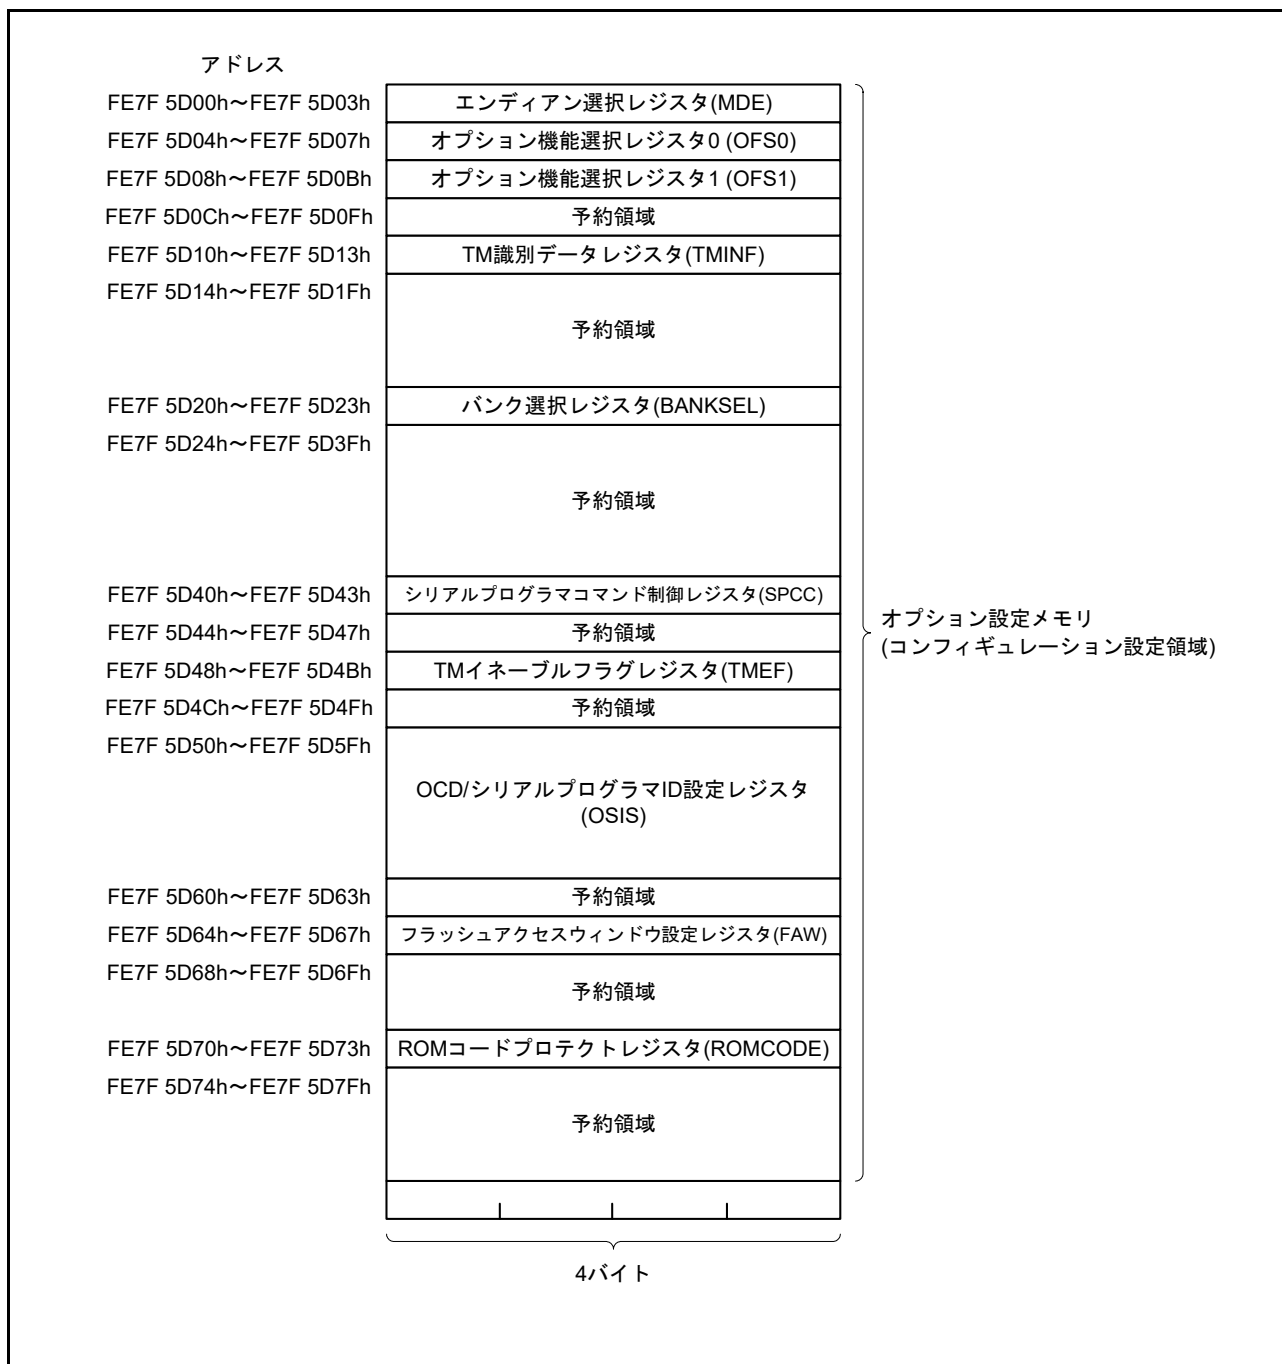 アドレス
FE7F 5D00h~FE7F 5D03h エンディアン選択レジスタ(MDE)
FE7F 5D04h~FE7F 5D07h オプション機能選択レジスタ0 (OFS0)
FE7F 5D08h~FE7F 5D0Bh オプション機能選択レジスタ1 (OFS1)
FE7F 5D0Ch~FE7F 5D0Fh 予約領域
FE7F 5D10h~FE7F 5D13h TM識別データレジスタ(TMINF)
FE7F 5D14h~FE7F 5D1Fh
予約領域
FE7F 5D20h~FE7F 5D23h バンク選択レジスタ(BANKSEL)
FE7F 5D24h~FE7F 5D3Fh
予約領域
FE7F 5D40h~FE7F 5D43h シリアルプログラマコマンド制御レジスタ(SPCC)
FE7F 5D44h~FE7F 5D47h 予約領域
オプション設定メモリ
(コンフィギュレーション設定領域)
FE7F 5D48h~FE7F 5D4Bh TMイネーブルフラグレジスタ(TMEF)
FE7F 5D4Ch~FE7F 5D4Fh 予約領域
FE7F 5D50h~FE7F 5D5Fh
OCD/シリアルプログラマID設定レジスタ
(OSIS)
FE7F 5D60h~FE7F 5D63h 予約領域
FE7F 5D64h~FE7F 5D67h フラッシュアクセスウィンドウ設定レジスタ(FAW)
FE7F 5D68h~FE7F 5D6Fh
予約領域
FE7F 5D70h~FE7F 5D73h ROMコードプロテクトレジスタ(ROMCODE)
FE7F 5D74h~FE7F 5D7Fh
予約領域
4バイト